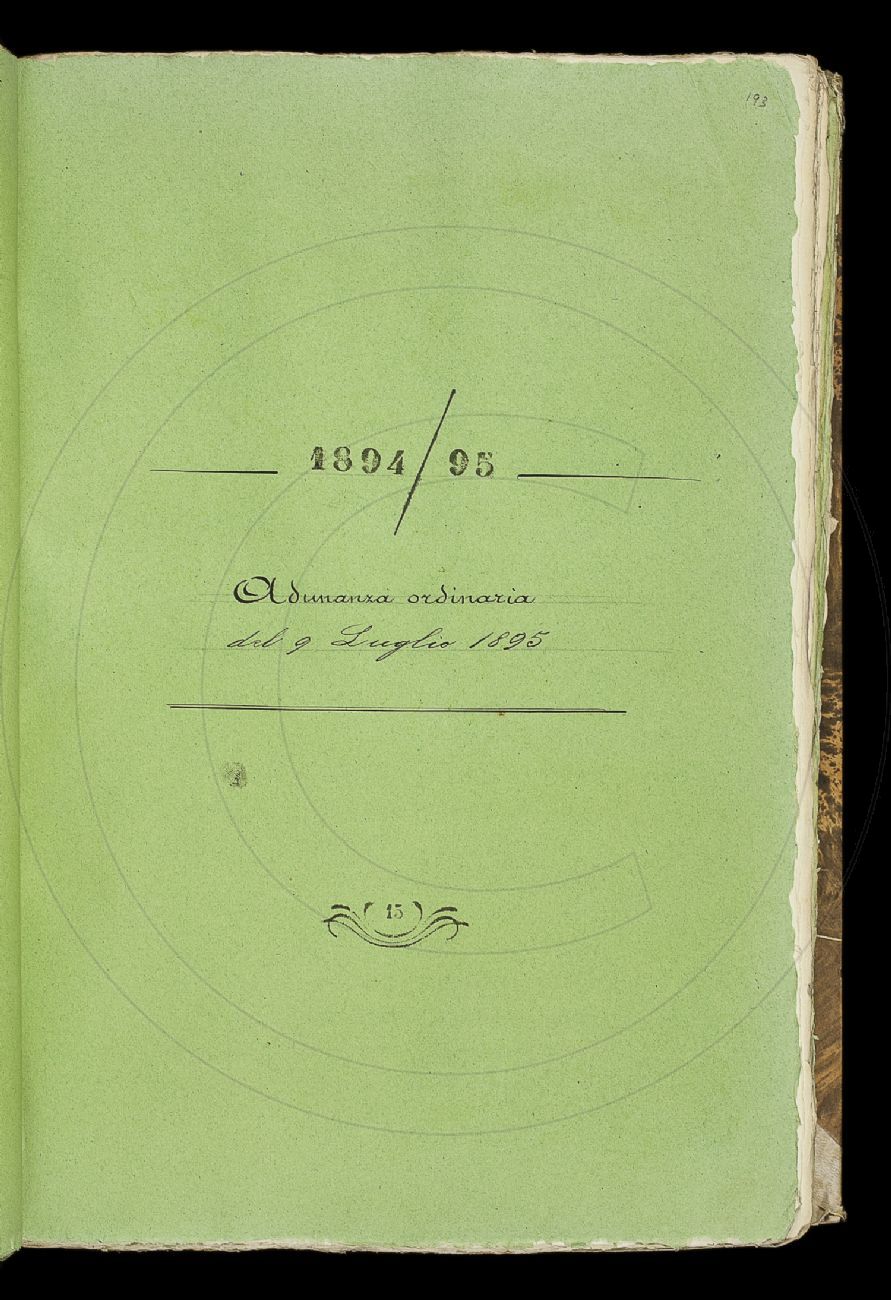 193
1894/95
Adunanza ordinaria
del 9 Luglio 1895
15